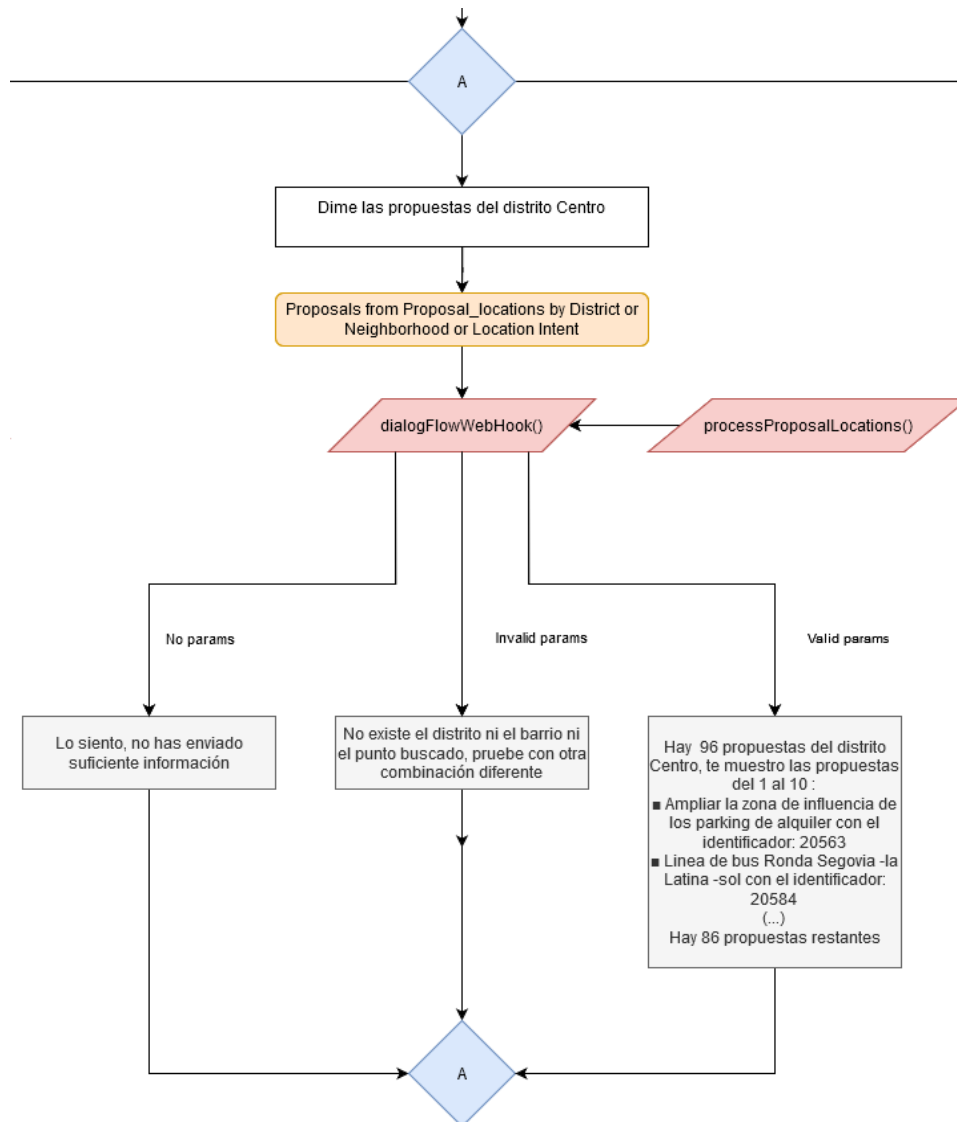 A
Dime las propuestas del distrito Centro
Proposals from Proposal_locations by District or
Neighborhood or Location Intent
dialogFlowWebHook()
processProposalLocations()
No params
Invalid params
Valid params
Lo siento, no has enviado
suficiente información
No existe el distrito ni el barrio ni
el punto buscado, pruebe con otra
combinación diferente
Hay 96 propuestas del distrito
Centro, te muestro las propuestas
del 1 al 10 :
■ Ampliar la zona de influencia de
los parking de alquiler con el
identificador: 20563
■ Linea de bus Ronda Segovia -la
Latina -sol con el identificador:
20584
(...)
Hay 86 propuestas restantes
A